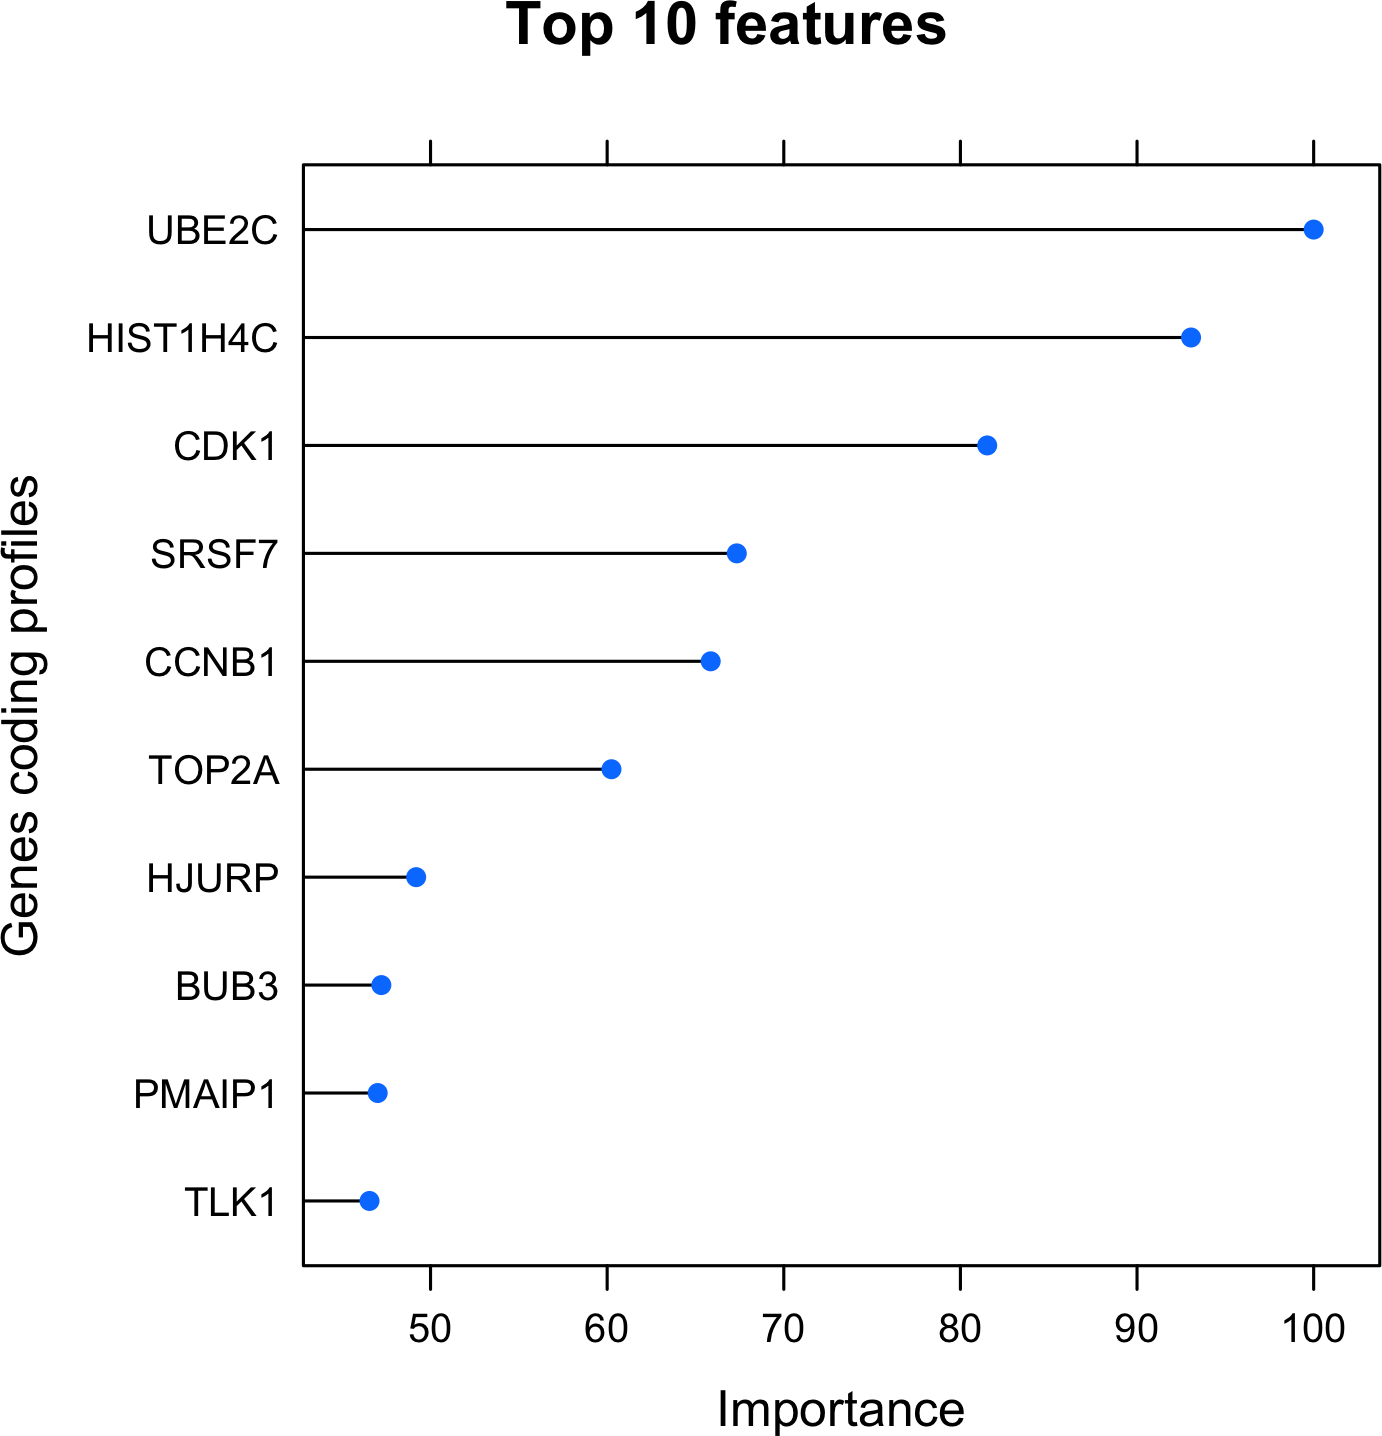 Top 10 features
UBE2C
HIST1H4C
CDK1
SRSF7
CCNB1
TOP2A
HJURP
BUB3
PMAIP1
TLK1
Genes coding profiles
50 60 70 80 90 100
Importance